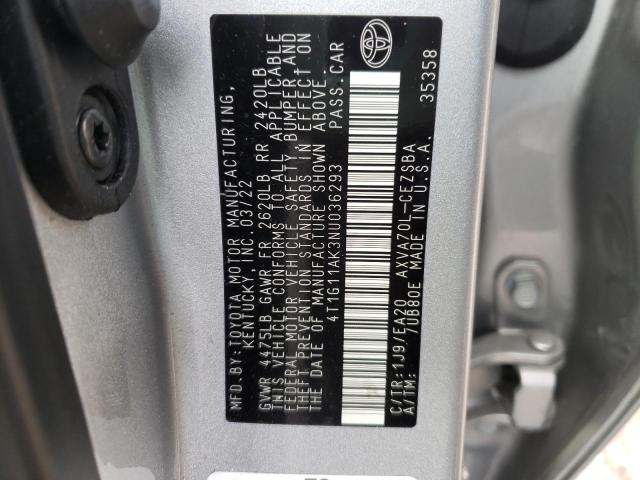 MFD.BY: TOYOTA MOTOR MANUFACTURING,
KENTUCKY, INC. 03/22
GVWR 4475LB GAWR FR 2620LB RR 2420LB
THIS VEHICLE CONFORMS TO ALL APPLICABLE
FEDERAL MOTOR VEHICLE SAFETY, BUMPER, AND
THEFT PREVENTION STANDARDS IN EFFECT ON
THE DATE OF MANUFACTURE SHOWN ABOVE.
4T1G11AK3NU036293 PASS.CAR
C/TR:1J9/EA20 AXVA70L-CEZSBA
A/TM: 7UB80E MADE IN U.S.A. 35358